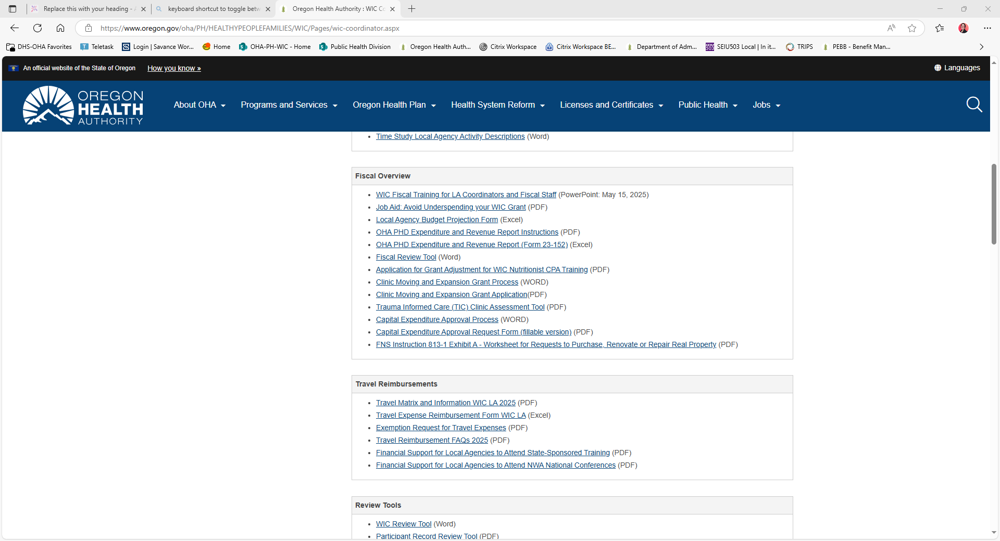 Replace this with your heading -
keyboard shortcut to toggle betw
Oregon Health Authority : WIC Co
https://www.oregon.gov/oha/PH/HEALTHYPEOPLEFAMILIES/WIC/Pages/wic-coordinator.aspx
DHS-OHA Favorites
Teletask
Login | Savance Wor...
Home
OHA-PH-WIC - Home
Public Health Division
Oregon Health Auth...
Citrix Workspace
Citrix Workspace BE...
Department of Adm...
SEIU503 Local | In it...
TRIPS
PEBB - Benefit Man...
An official website of the State of Oregon
How you know »
Languages
OREGON
HEALTH
AUTHORITY
About OHA
Programs and Services
Oregon Health Plan
Health System Reform
Licenses and Certificates
Public Health
Jobs
• Time Study Local Agency Activity Descriptions (Word)
Fiscal Overview
• WIC Fiscal Training for LA Coordinators and Fiscal Staff (PowerPoint: May 15, 2025)
• Job Aid: Avoid Underspending your WIC Grant (PDF)
• Local Agency Budget Projection Form (Excel)
• OHA PHD Expenditure and Revenue Report Instructions (PDF)
• OHA PHD Expenditure and Revenue Report (Form 23-152) (Excel)
• Fiscal Review Tool (Word)
• Application for Grant Adjustment for WIC Nutritionist CPA Training (PDF)
• Clinic Moving and Expansion Grant Process (WORD)
• Clinic Moving and Expansion Grant Application(PDF)
• Trauma Informed Care (TIC) Clinic Assessment Tool (PDF)
• Capital Expenditure Approval Process (WORD)
• Capital Expenditure Approval Request Form (fillable version) (PDF)
• FNS Instruction 813-1 Exhibit A - Worksheet for Requests to Purchase, Renovate or Repair Real Property (PDF)
Travel Reimbursements
• Travel Matrix and Information WIC LA 2025 (PDF)
• Travel Expense Reimbursement Form WIC LA (Excel)
• Exemption Request for Travel Expenses (PDF)
• Travel Reimbursement FAQs 2025 (PDF)
• Financial Support for Local Agencies to Attend State-Sponsored Training (PDF)
• Financial Support for Local Agencies to Attend NWA National Conferences (PDF)
Review Tools
• WIC Review Tool (Word)
• Participant Record Review Tool (PDF)